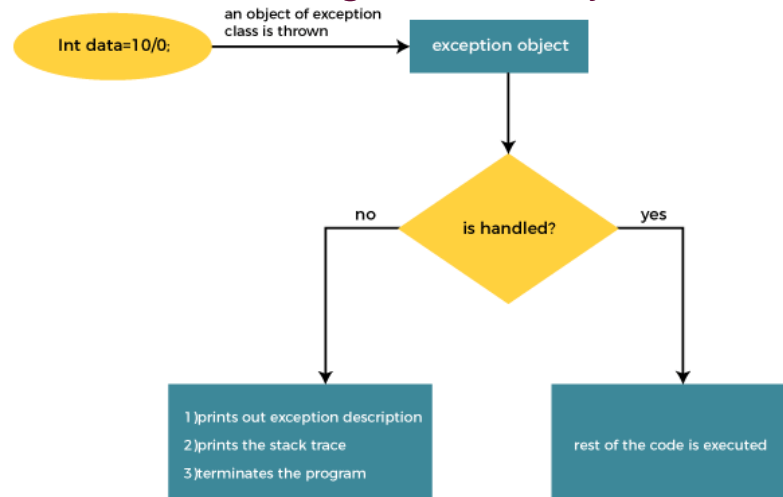 an object of exception
class is thrown
Int data=10/0;
exception object
no
yes
is handled?
1)prints out exception description
2)prints the stack trace
3)terminates the program
rest of the code is executed